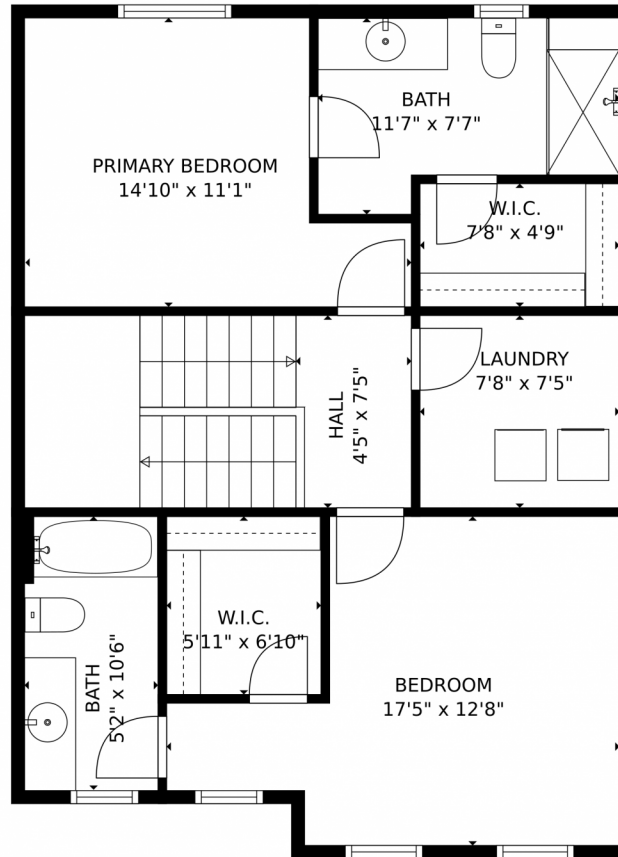 BATH
11'7" x 7'7"
PRIMARY BEDROOM
14'10" x 11'1"
W.I.C.
7'8" x 4'9"
LAUNDRY
7'8" x 7'5"
HALL
4'5" x 7'5"
W.I.C.
5'11" x 6'10"
BATH
5'2" x 10'6"
BEDROOM
17'5" x 12'8"